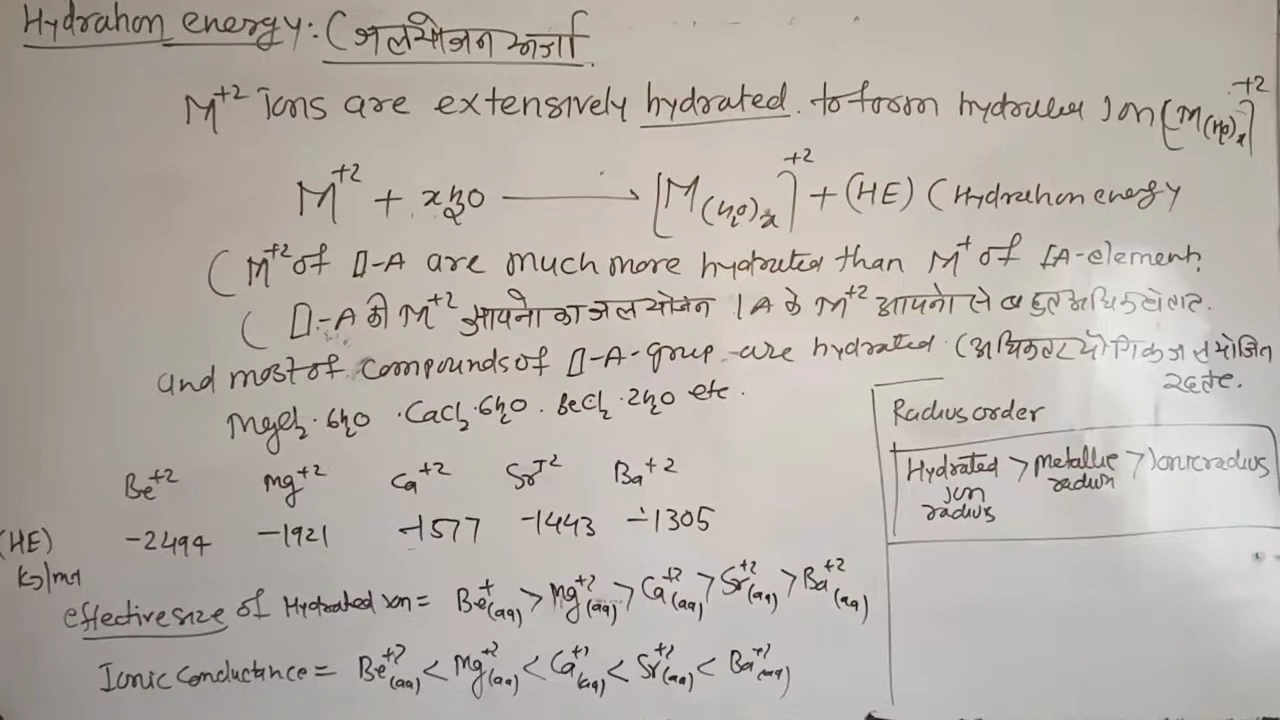 Hydration energy: (जलयोजन ऊर्जा
M⁺² ions are extensively hydrated. to form hydrated ion [M(H₂O)ₓ]⁺²
M⁺² + xH₂O ⟶ [M(H₂O)ₓ]⁺² + (HE) (Hydration energy
(M⁺² of II-A are much more hydrated than M⁺ of IA-element.
(II-A की M⁺² आयनो का जलयोजन IA के M⁺² आयनो से बहुत अधिक होता
and most of compounds of II-A-group are hydrated (अधिकतर यौगिक जलयोजित
रहते.
MgCl₂·6H₂O ·CaCl₂·6H₂O. BeCl₂·2H₂O etc.
Be⁺² Mg⁺² Ca⁺² Sr⁺² Ba⁺²
(HE) -2494 -1921 -1577 -1443 -1305
KJ/mol
effective size of Hydrated ion = Be⁺(aq) > Mg⁺²(aq) > Ca⁺²(aq) > Sr⁺²(aq) > Ba⁺²(aq)
Ionic Conductance = Be⁺²(aq) < Mg⁺²(aq) < Ca⁺²(aq) < Sr⁺²(aq) < Ba⁺²(aq)
Radius order
Hydrated > Metallic > Ionic radius
ion radius
radius